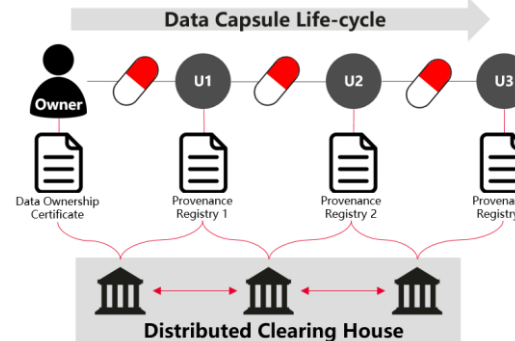 Data Capsule Life-cycle
Owner
U1
U2
U3
Data Ownership
Certificate
Provenance
Registry 1
Provenance
Registry 2
Registry
Distributed Clearing House